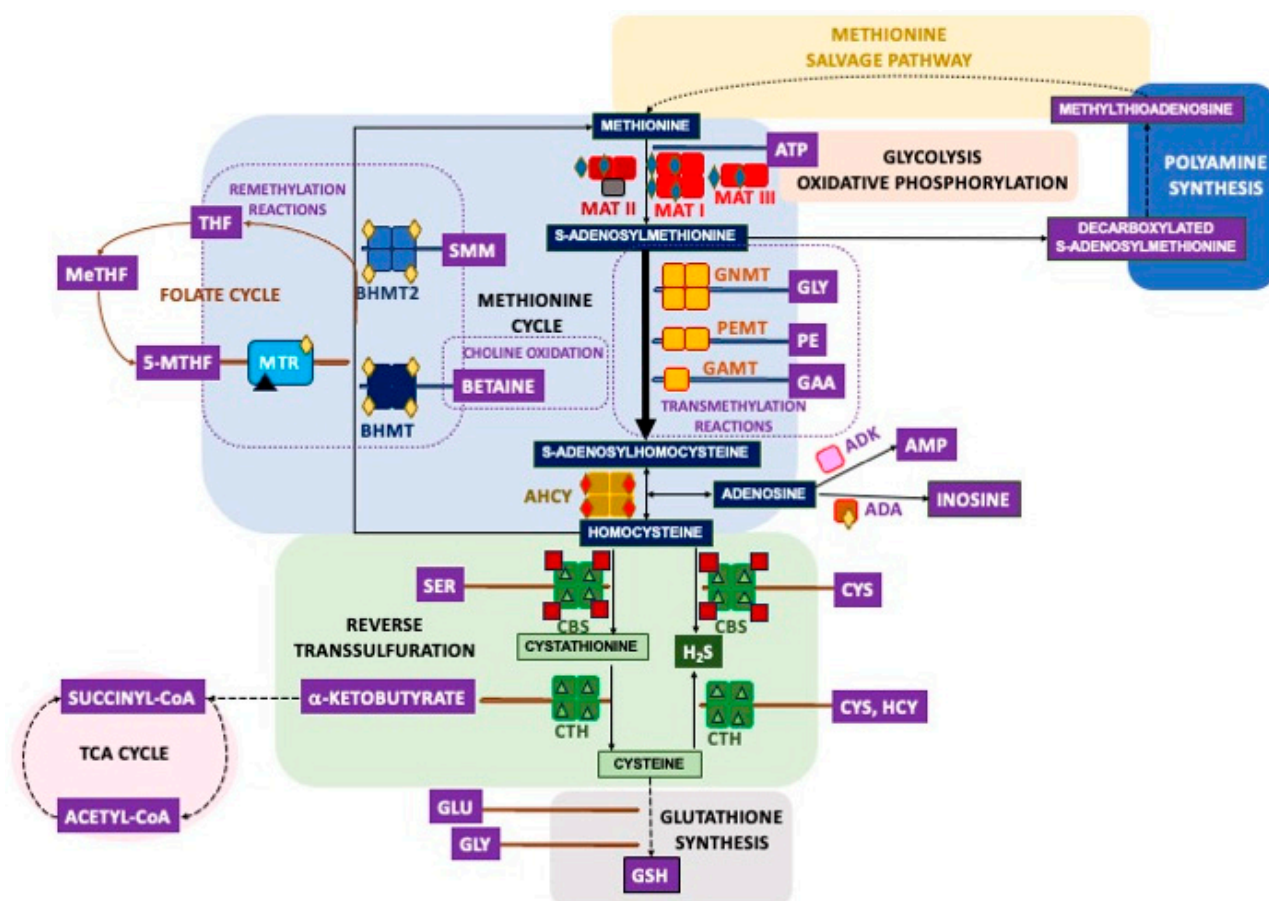 METHIONINE
SALVAGE PATHWAY
METHYLTHIOADENOSINE
METHIONINE
ATP
GLYCOLYSIS
OXIDATIVE PHOSPHORYLATION
POLYAMINE
SYNTHESIS
MAT II
MAT I
MAT III
REMETHYLATION
REACTIONS
THF
S-ADENOSYLMETHIONINE
DECARBOXYLATED
S-ADENOSYLMETHIONINE
SMM
MeTHF
FOLATE CYCLE
BHMT2
METHIONINE
CYCLE
GNMT
GLY
PEMT
PE
CHOLINE OXIDATION
5-MTHF
MTR
BETAINE
GAMT
GAA
BHMT
TRANSMETHYLATION
REACTIONS
S-ADENOSYLHOMOCYSTEINE
ADK
AMP
AHCY
ADENOSINE
ADA
INOSINE
HOMOCYSTEINE
SER
CBS
CBS
CYS
REVERSE
TRANSSULFURATION
CYSTATHIONINE
H₂S
SUCCINYL-CoA
α-KETOBUTYRATE
CTH
CTH
CYS, HCY
TCA CYCLE
CYSTEINE
ACETYL-CoA
GLU
GLY
GLUTATHIONE
SYNTHESIS
GSH